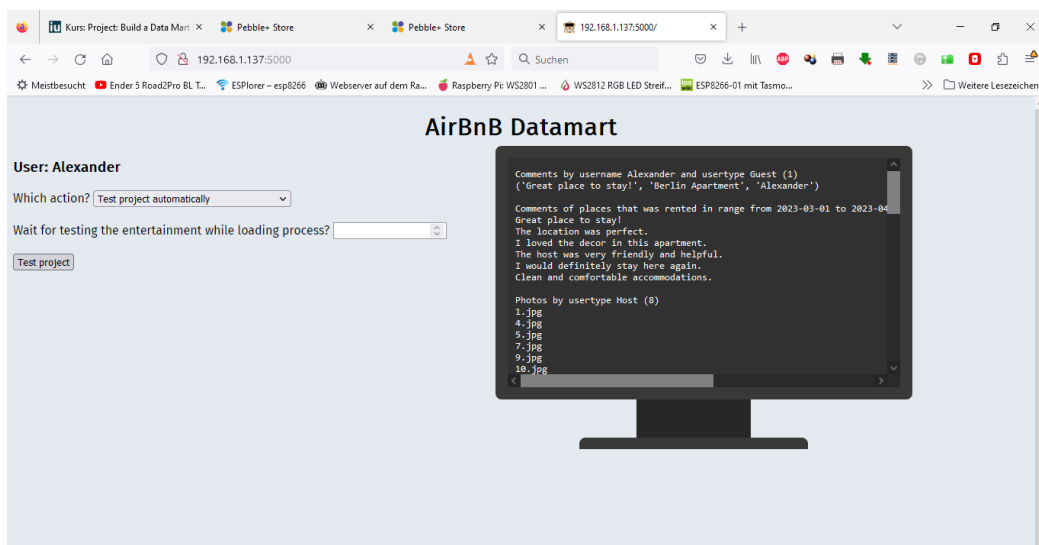 Kurs: Project: Build a Data Mart
Pebble+ Store
Pebble+ Store
192.168.1.137:5000/
192.168.1.137:5000
Suchen
Meistbesucht
Ender 5 Road2Pro BL T...
ESPlorer – esp8266
Webserver auf dem Ra...
Raspberry Pi: WS2801 ...
WS2812 RGB LED Streif...
ESP8266-01 mit Tasmo...
Weitere Lesezeichen
AirBnB Datamart
User: Alexander
Which action? Test project automatically
Wait for testing the entertainment while loading process?
Test project
Comments by username Alexander and usertype Guest (1)
('Great place to stay!', 'Berlin Apartment', 'Alexander')
Comments of places that was rented in range from 2023-03-01 to 2023-04
Great place to stay!
The location was perfect.
I loved the decor in this apartment.
The host was very friendly and helpful.
I would definitely stay here again.
Clean and comfortable accommodations.
Photos by usertype Host (8)
1.jpg
4.jpg
5.jpg
7.jpg
9.jpg
10.jpg